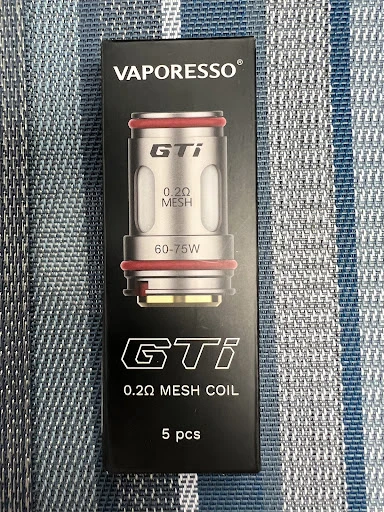 VAPORESSO®
GTi
0.2Ω
MESH
60-75W
GTi
0.2Ω MESH COIL
5 pcs